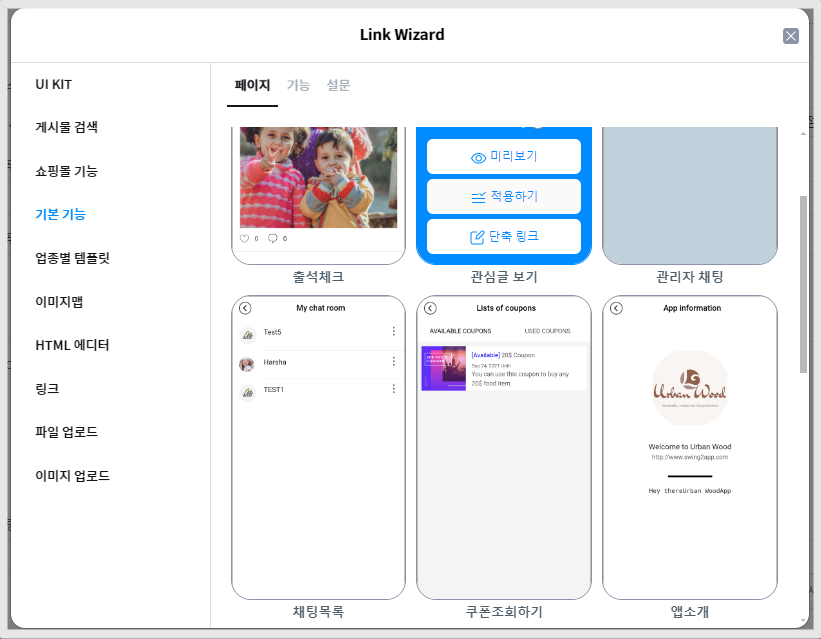 Link Wizard
UI KIT
게시물 검색
쇼핑몰 기능
기본 기능
업종별 템플릿
이미지맵
HTML 에디터
링크
파일 업로드
이미지 업로드
페이지 기능 설문
0 0
출석체크
미리보기
적용하기
단축 링크
관심글 보기
관리자 채팅
My chat room
Test5
Harsha
TEST1
채팅목록
Lists of coupons
AVAILABLE COUPONS USED COUPONS
[Available] 20$ Coupon
Sep 24, 2021 Until
You can use this coupon to buy any
20$ food item.
쿠폰조회하기
App information
Urban Wood
Welcome to Urban Wood
http://www.swing2app.com
Hey thereUrban WoodApp
앱소개